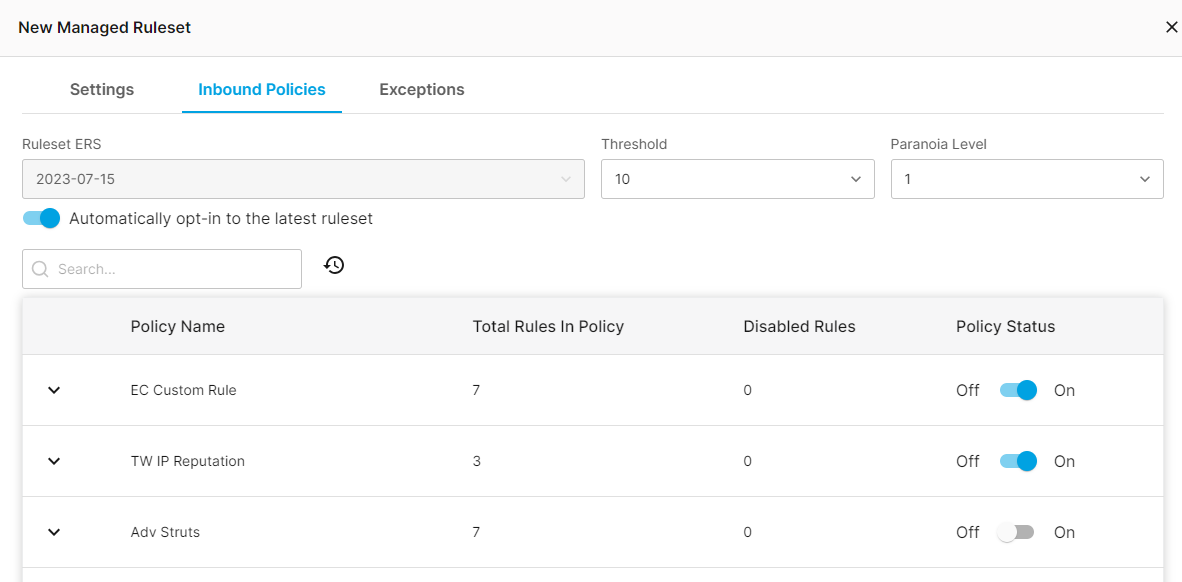 New Managed Ruleset
Settings Inbound Policies Exceptions
Ruleset ERS Threshold Paranoia Level
2023-07-15 10 1
Automatically opt-in to the latest ruleset
Search...
Policy Name Total Rules In Policy Disabled Rules Policy Status
EC Custom Rule 7 0 Off On
TW IP Reputation 3 0 Off On
Adv Struts 7 0 Off On